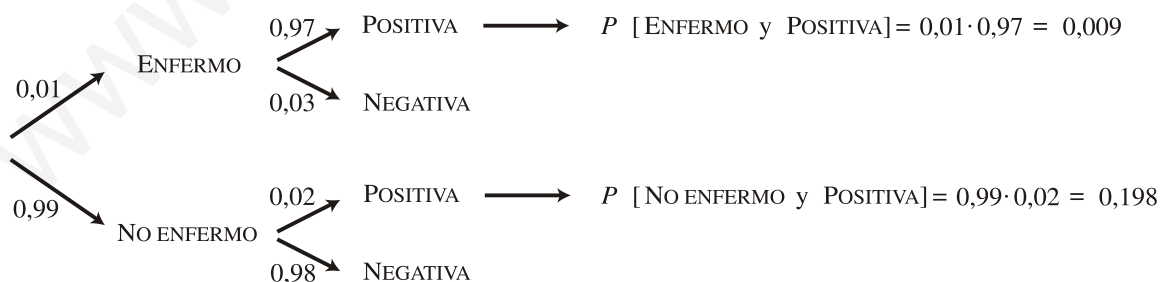 0,97 POSITIVA P [ENFERMO y POSITIVA] = 0,01·0,97 = 0,009
ENFERMO
0,01
0,03 NEGATIVA
0,02 POSITIVA P [NO ENFERMO y POSITIVA] = 0,99·0,02 = 0,198
0,99
NO ENFERMO
0,98 NEGATIVA